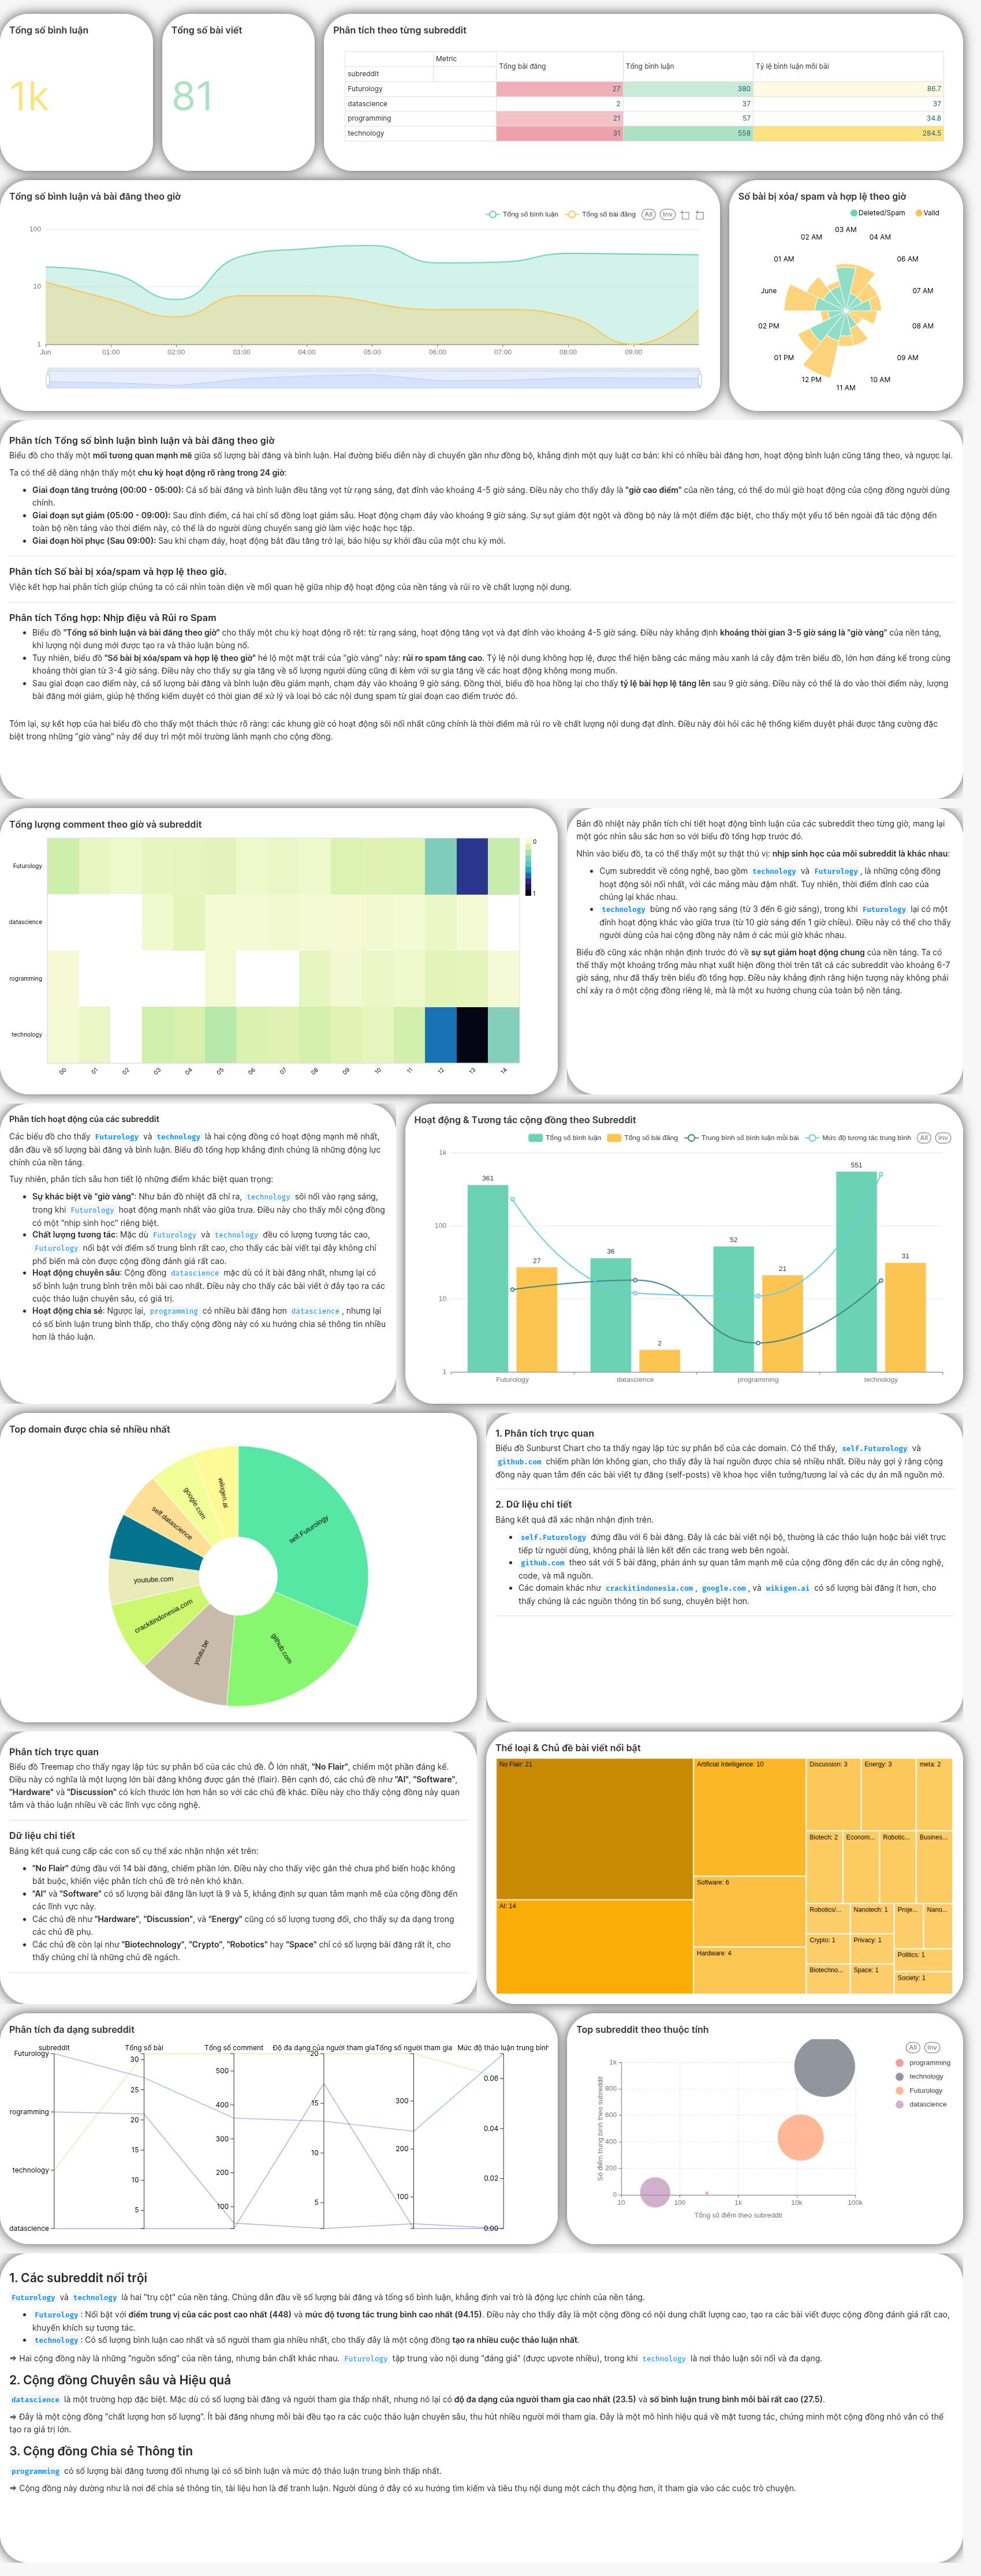 Tổng số bình luận
1k
Tổng số bài viết
81
Phân tích theo từng subreddit
Metric
Tổng bài đăng
Tổng bình luận
Tỷ lệ bình luận mỗi bài
subreddit
Futurology 27 380 86.7
datascience 2 37 37
programming 21 57 34.8
technology 31 558 284.5
Tổng số bình luận và bài đăng theo giờ
Tổng số bình luận Tổng số bài đăng All Inv
100
10
1
Jun 01:00 02:00 03:00 04:00 05:00 06:00 07:00 08:00 09:00
Số bài bị xóa/ spam và hợp lệ theo giờ
Deleted/Spam Valid
03 AM
02 AM 04 AM
01 AM 06 AM
June 07 AM
02 PM 08 AM
01 PM 09 AM
12 PM 10 AM
11 AM
Phân tích Tổng số bình luận bình luận và bài đăng theo giờ
Biểu đồ cho thấy một mối tương quan mạnh mẽ giữa số lượng bài đăng và bình luận. Hai đường biểu diễn này di chuyển gần như đồng bộ, khẳng định một quy luật cơ bản: khi có nhiều bài đăng hơn, hoạt động bình luận cũng tăng theo, và ngược lại.
Ta có thể dễ dàng nhận thấy một chu kỳ hoạt động rõ ràng trong 24 giờ:
• Giai đoạn tăng trưởng (00:00 - 05:00): Cả số bài đăng và bình luận đều tăng vọt từ rạng sáng, đạt đỉnh vào khoảng 4-5 giờ sáng. Điều này cho thấy đây là "giờ cao điểm" của nền tảng, có thể do múi giờ hoạt động của cộng đồng người dùng
chính.
• Giai đoạn sụt giảm (05:00 - 09:00): Sau đỉnh điểm, cả hai chỉ số đồng loạt giảm sâu. Hoạt động chạm đáy vào khoảng 9 giờ sáng. Sự sụt giảm đột ngột và đồng bộ này là một điểm đặc biệt, cho thấy một yếu tố bên ngoài đã tác động đến
toàn bộ nền tảng vào thời điểm này, có thể là do người dùng chuyển sang giờ làm việc hoặc học tập.
• Giai đoạn hồi phục (Sau 09:00): Sau khi chạm đáy, hoạt động bắt đầu tăng trở lại, báo hiệu sự khởi đầu của một chu kỳ mới.
Phân tích Số bài bị xóa/spam và hợp lệ theo giờ.
Việc kết hợp hai phân tích giúp chúng ta có cái nhìn toàn diện về mối quan hệ giữa nhịp độ hoạt động của nền tảng và rủi ro về chất lượng nội dung.
Phân tích Tổng hợp: Nhịp điệu và Rủi ro Spam
• Biểu đồ "Tổng số bình luận và bài đăng theo giờ" cho thấy một chu kỳ hoạt động rõ rệt: từ rạng sáng, hoạt động tăng vọt và đạt đỉnh vào khoảng 4-5 giờ sáng. Điều này khẳng định khoảng thời gian 3-5 giờ sáng là "giờ vàng" của nền tảng,
khi lượng nội dung mới được tạo ra và thảo luận bùng nổ.
• Tuy nhiên, biểu đồ "Số bài bị xóa/spam và hợp lệ theo giờ" hé lộ một mặt trái của "giờ vàng" này: rủi ro spam tăng cao. Tỷ lệ nội dung không hợp lệ, được thể hiện bằng các mảng màu xanh lá cây đậm trên biểu đồ, lớn hơn đáng kể trong cùng
khoảng thời gian từ 3-4 giờ sáng. Điều này cho thấy sự gia tăng về số lượng người dùng cũng đi kèm với sự gia tăng về các hoạt động không mong muốn.
• Sau giai đoạn cao điểm này, cả số lượng bài đăng và bình luận đều giảm mạnh, chạm đáy vào khoảng 9 giờ sáng. Đồng thời, biểu đồ hoa hồng lại cho thấy tỷ lệ bài hợp lệ tăng lên sau 9 giờ sáng. Điều này có thể là do vào thời điểm này, lượng
bài đăng mới giảm, giúp hệ thống kiểm duyệt có thời gian để xử lý và loại bỏ các nội dung spam từ giai đoạn cao điểm trước đó.
Tóm lại, sự kết hợp của hai biểu đồ cho thấy một thách thức rõ ràng: các khung giờ có hoạt động sôi nổi nhất cũng chính là thời điểm mà rủi ro về chất lượng nội dung đạt đỉnh. Điều này đòi hỏi các hệ thống kiểm duyệt phải được tăng cường đặc
biệt trong những "giờ vàng" này để duy trì một môi trường lành mạnh cho cộng đồng.
Tổng lượng comment theo giờ và subreddit
Futurology
datascience
rogramming
technology
00 01 02 03 04 05 06 07 08 09 10 11 12 13 14
0
1
Bản đồ nhiệt này phân tích chi tiết hoạt động bình luận của các subreddit theo từng giờ, mang lại
một góc nhìn sâu sắc hơn so với biểu đồ tổng hợp trước đó.
Nhìn vào biểu đồ, ta có thể thấy một sự thật thú vị: nhịp sinh học của mỗi subreddit là khác nhau:
• Cụm subreddit về công nghệ, bao gồm technology và Futurology, là những cộng đồng
hoạt động sôi nổi nhất, với các mảng màu đậm nhất. Tuy nhiên, thời điểm đỉnh cao của
chúng lại khác nhau.
• technology bùng nổ vào rạng sáng (từ 3 đến 6 giờ sáng), trong khi Futurology lại có một
đỉnh hoạt động khác vào giữa trưa (từ 10 giờ sáng đến 1 giờ chiều). Điều này có thể cho thấy
người dùng của hai cộng đồng này nằm ở các múi giờ khác nhau.
Biểu đồ cũng xác nhận nhận định trước đó về sự sụt giảm hoạt động chung của nền tảng. Ta có
thể thấy một khoảng trống màu nhạt xuất hiện đồng thời trên tất cả các subreddit vào khoảng 6-7
giờ sáng, như đã thấy trên biểu đồ tổng hợp. Điều này khẳng định rằng hiện tượng này không phải
chỉ xảy ra ở một cộng đồng riêng lẻ, mà là một xu hướng chung của toàn bộ nền tảng.
Phân tích hoạt động của các subreddit
Các biểu đồ cho thấy Futurology và technology là hai cộng đồng có hoạt động mạnh mẽ nhất,
dẫn đầu về số lượng bài đăng và bình luận. Biểu đồ tổng hợp khẳng định chúng là những động lực
chính của nền tảng.
Tuy nhiên, phân tích sâu hơn tiết lộ những điểm khác biệt quan trọng:
• Sự khác biệt về "giờ vàng": Như bản đồ nhiệt đã chỉ ra, technology sôi nổi vào rạng sáng,
trong khi Futurology hoạt động mạnh nhất vào giữa trưa. Điều này cho thấy mỗi cộng đồng
có một "nhịp sinh học" riêng biệt.
• Chất lượng tương tác: Mặc dù Futurology và technology đều có lượng tương tác cao,
Futurology nổi bật với điểm số trung bình rất cao, cho thấy các bài viết tại đây không chỉ
phổ biến mà còn được cộng đồng đánh giá rất cao.
• Hoạt động chuyên sâu: Cộng đồng datascience mặc dù có ít bài đăng nhất, nhưng lại có
số bình luận trung bình trên mỗi bài cao nhất. Điều này cho thấy các bài viết ở đây tạo ra các
cuộc thảo luận chuyên sâu, có giá trị.
• Hoạt động chia sẻ: Ngược lại, programming có nhiều bài đăng hơn datascience, nhưng lại
có số bình luận trung bình thấp, cho thấy cộng đồng này có xu hướng chia sẻ thông tin nhiều
hơn là thảo luận.
Hoạt động & Tương tác cộng đồng theo Subreddit
Tổng số bình luận Tổng số bài đăng Trung bình số bình luận mỗi bài Mức độ tương tác trung bình All Inv
1k
100
10
1
361 27 36 2 52 21 551 31
Futurology datascience programming technology
Top domain được chia sẻ nhiều nhất
self.Futurology
github.com
youtu.be
crackitindonesia.com
youtube.com
self.datascience
google.com
wikigen.ai
1. Phân tích trực quan
Biểu đồ Sunburst Chart cho ta thấy ngay lập tức sự phân bổ của các domain. Có thể thấy, self.Futurology và
github.com chiếm phần lớn không gian, cho thấy đây là hai nguồn được chia sẻ nhiều nhất. Điều này gợi ý rằng cộng
đồng này quan tâm đến các bài viết tự đăng (self-posts) về khoa học viễn tưởng/tương lai và các dự án mã nguồn mở.
2. Dữ liệu chi tiết
Bảng kết quả đã xác nhận nhận định trên.
• self.Futurology đứng đầu với 6 bài đăng. Đây là các bài viết nội bộ, thường là các thảo luận hoặc bài viết trực
tiếp từ người dùng, không phải là liên kết đến các trang web bên ngoài.
• github.com theo sát với 5 bài đăng, phản ánh sự quan tâm mạnh mẽ của cộng đồng đến các dự án công nghệ,
code, và mã nguồn.
• Các domain khác như crackitindonesia.com, google.com, và wikigen.ai có số lượng bài đăng ít hơn, cho
thấy chúng là các nguồn thông tin bổ sung, chuyên biệt hơn.
Phân tích trực quan
Biểu đồ Treemap cho thấy ngay lập tức sự phân bổ của các chủ đề. Ô lớn nhất, "No Flair", chiếm một phần đáng kể.
Điều này có nghĩa là một lượng lớn bài đăng không được gắn thẻ (flair). Bên cạnh đó, các chủ đề như "AI", "Software",
"Hardware" và "Discussion" có kích thước lớn hơn hẳn so với các chủ đề khác. Điều này cho thấy cộng đồng này quan
tâm và thảo luận nhiều về các lĩnh vực công nghệ.
Dữ liệu chi tiết
Bảng kết quả cung cấp các con số cụ thể xác nhận nhận xét trên:
• "No Flair" đứng đầu với 14 bài đăng, chiếm phần lớn. Điều này cho thấy việc gắn thẻ chưa phổ biến hoặc không
bắt buộc, khiến việc phân tích chủ đề trở nên khó khăn.
• "AI" và "Software" có số lượng bài đăng lần lượt là 9 và 5, khẳng định sự quan tâm mạnh mẽ của cộng đồng đến
các lĩnh vực này.
• Các chủ đề như "Hardware", "Discussion", và "Energy" cũng có số lượng tương đối, cho thấy sự đa dạng trong
các chủ đề phụ.
• Các chủ đề còn lại như "Biotechnology", "Crypto", "Robotics" hay "Space" chỉ có số lượng bài đăng rất ít, cho
thấy chúng chỉ là những chủ đề ngách.
Thể loại & Chủ đề bài viết nổi bật
No Flair: 21
AI: 14
Artificial Intelligence: 10
Software: 6
Hardware: 4
Discussion: 3
Energy: 3
meta: 2
Biotech: 2
Econom...
Robotic...
Busines...
Robotics/...
Nanotech: 1
Proje...
Nano...
Crypto: 1
Privacy: 1
Politics: 1
Biotechno...
Space: 1
Society: 1
Phân tích đa dạng subreddit
subreddit Tổng số bài Tổng số comment Độ đa dạng của người tham gia Tổng số người tham gia Mức độ thảo luận trung bình
Futurology
rogramming
technology
datascience
30
25
20
15
10
5
500
400
300
200
100
20
15
10
5
300
200
100
0.06
0.04
0.02
0.00
Top subreddit theo thuộc tính
All Inv
programming
technology
Futurology
datascience
Số điểm trung bình theo subreddit
1k
800
600
400
200
0
10 100 1k 10k 100k
Tổng số điểm theo subreddit
1. Các subreddit nổi trội
Futurology và technology là hai "trụ cột" của nền tảng. Chúng dẫn đầu về số lượng bài đăng và tổng số bình luận, khẳng định vai trò là động lực chính của nền tảng.
• Futurology: Nổi bật với điểm trung vị của các post cao nhất (448) và mức độ tương tác trung bình cao nhất (94.15). Điều này cho thấy đây là một cộng đồng có nội dung chất lượng cao, tạo ra các bài viết được cộng đồng đánh giá rất cao,
khuyến khích sự tương tác.
• technology: Có số lượng bình luận cao nhất và số người tham gia nhiều nhất, cho thấy đây là một cộng đồng tạo ra nhiều cuộc thảo luận nhất.
⇒ Hai cộng đồng này là những "nguồn sống" của nền tảng, nhưng bản chất khác nhau. Futurology tập trung vào nội dung "đáng giá" (được upvote nhiều), trong khi technology là nơi thảo luận sôi nổi và đa dạng.
2. Cộng đồng Chuyên sâu và Hiệu quả
datascience là một trường hợp đặc biệt. Mặc dù có số lượng bài đăng và người tham gia thấp nhất, nhưng nó lại có độ đa dạng của người tham gia cao nhất (23.5) và số bình luận trung bình mỗi bài rất cao (27.5).
⇒ Đây là một cộng đồng "chất lượng hơn số lượng". Ít bài đăng nhưng mỗi bài đều tạo ra các cuộc thảo luận chuyên sâu, thu hút nhiều người mới tham gia. Đây là một mô hình hiệu quả về mặt tương tác, chứng minh một cộng đồng nhỏ vẫn có thể
tạo ra giá trị lớn.
3. Cộng đồng Chia sẻ Thông tin
programming có số lượng bài đăng tương đối nhưng lại có số bình luận và mức độ thảo luận trung bình thấp nhất.
⇒ Cộng đồng này dường như là nơi để chia sẻ thông tin, tài liệu hơn là để tranh luận. Người dùng ở đây có xu hướng tìm kiếm và tiêu thụ nội dung một cách thụ động hơn, ít tham gia vào các cuộc trò chuyện.